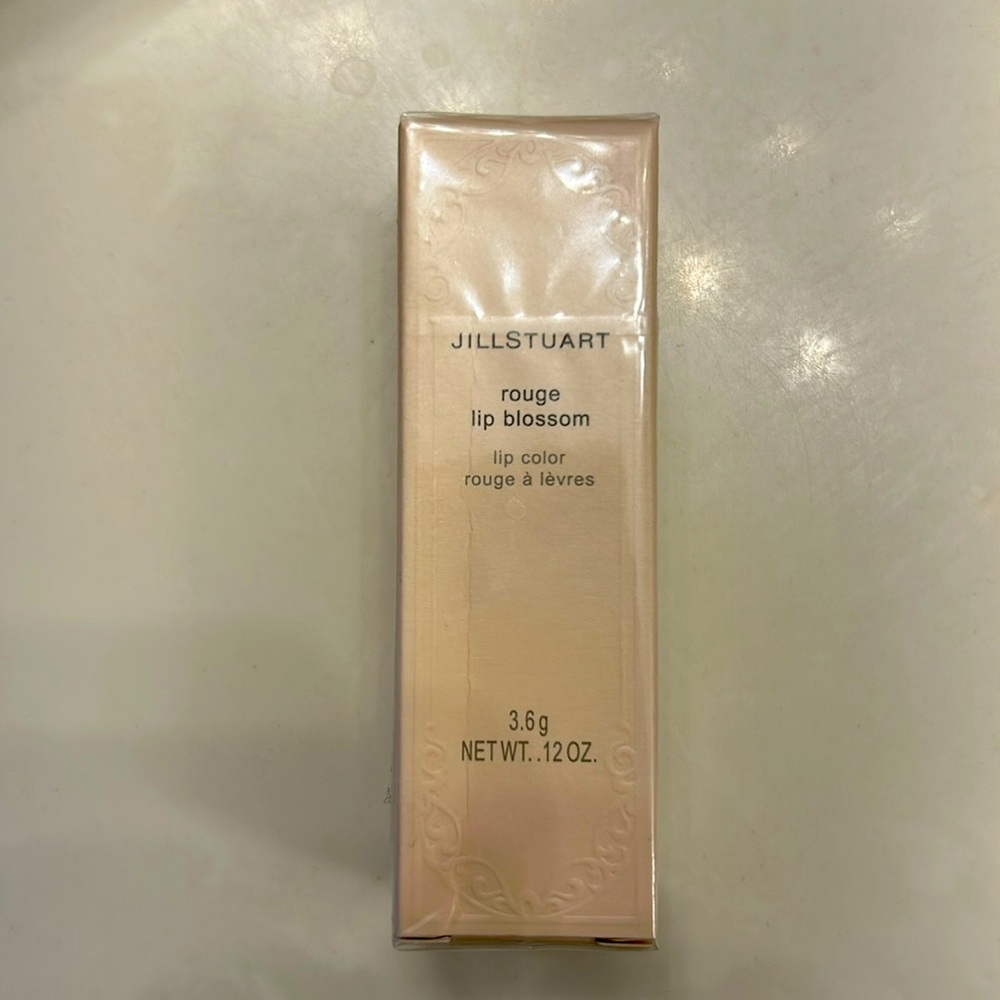 JILLSTUART
rouge
lip blossom
lip color
rouge à lèvres
3.6g
NET WT. .12 OZ.